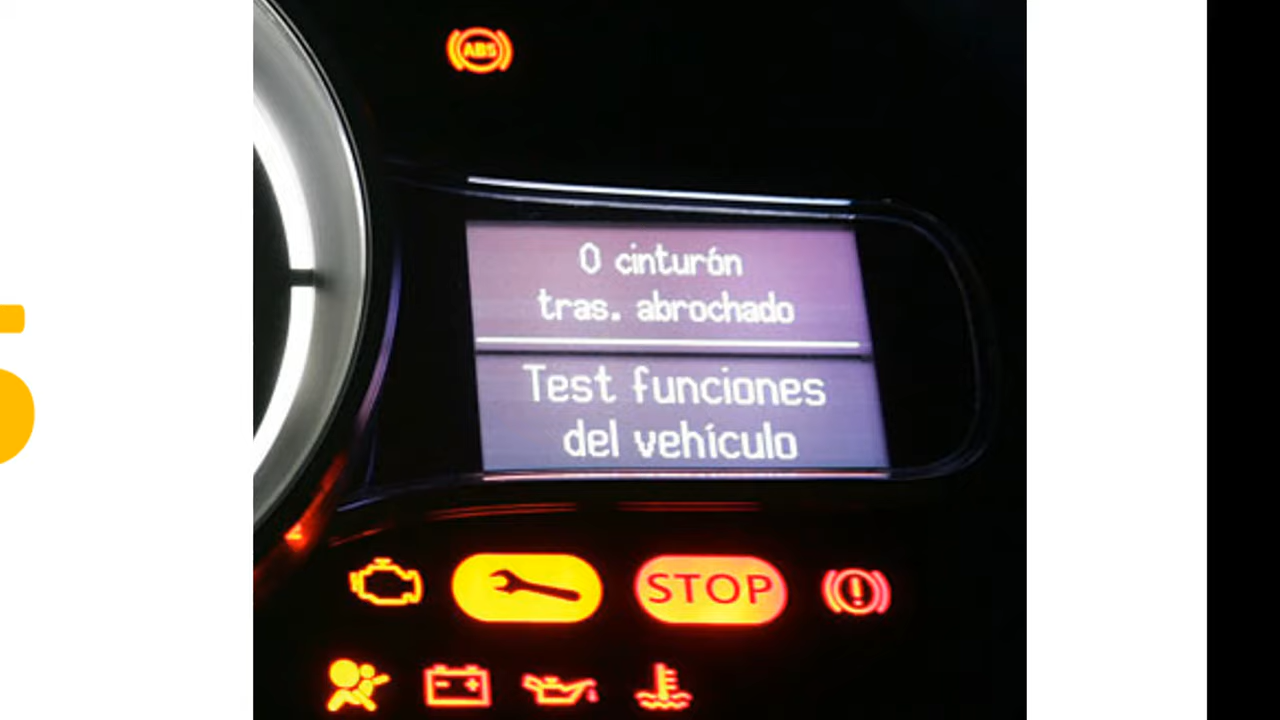 ABS
0 cinturón
tras. abrochado
Test funciones
del vehículo
STOP